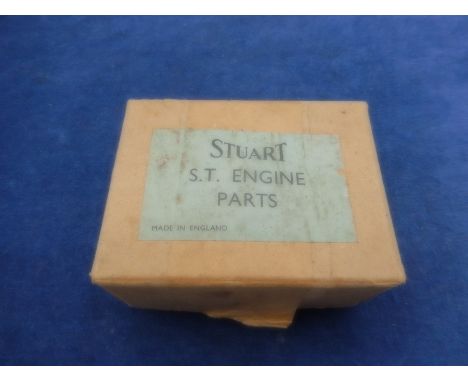 STUART
S.T. ENGINE
PARTS
MADE IN ENGLAND